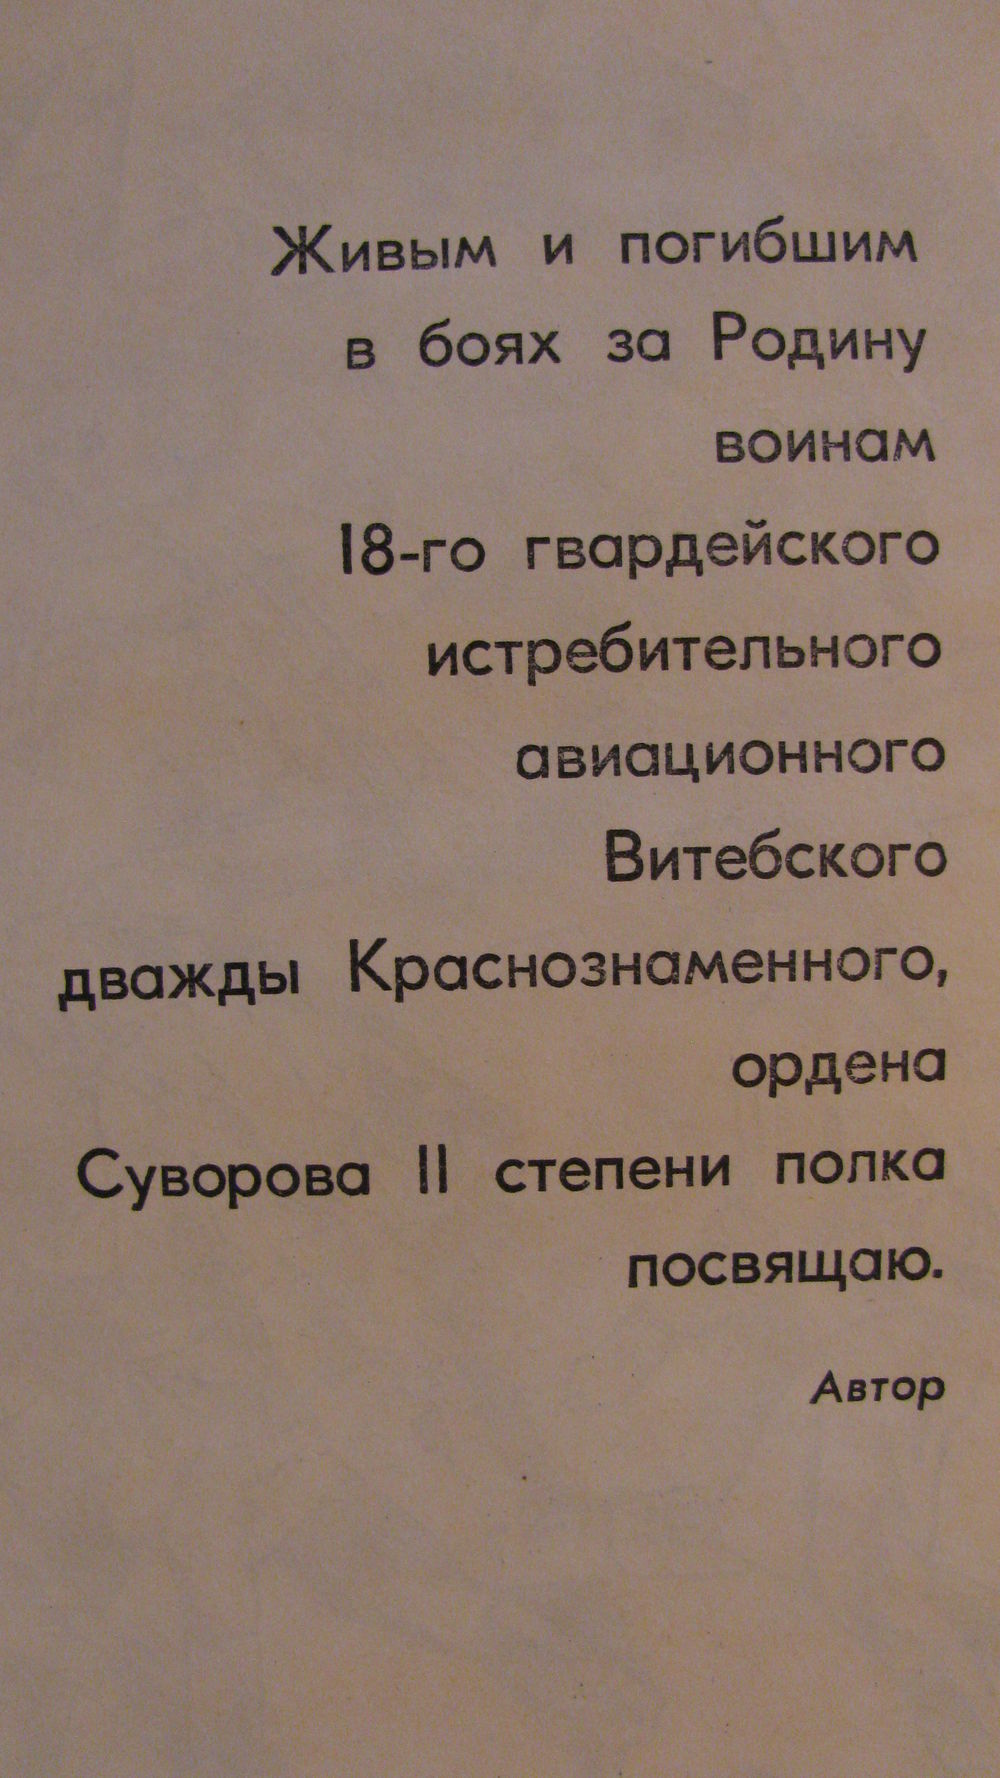 Живым и погибшим
в боях за Родину
воинам
18-го гвардейского
истребительного
авиационного
Витебского
дважды Краснознаменного,
ордена
Суворова II степени полка
посвящаю.
Автор